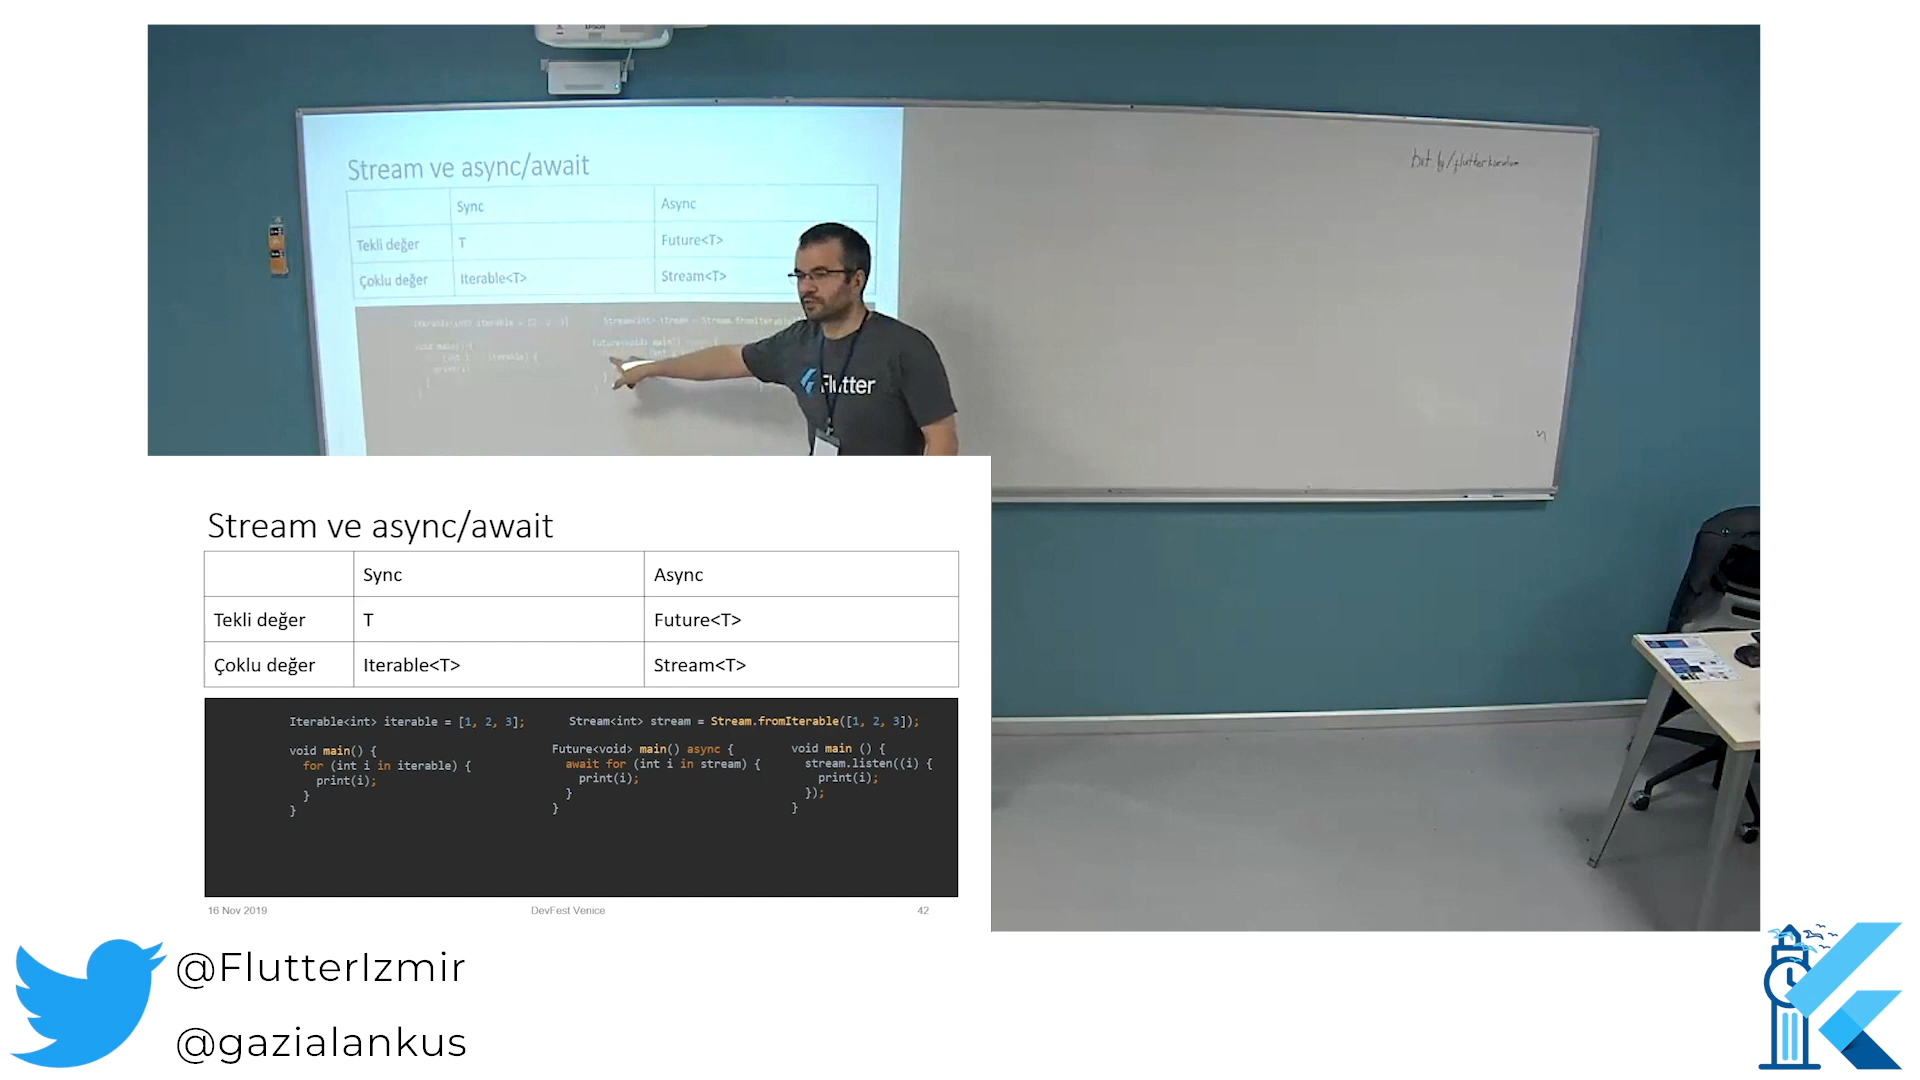 Stream ve async/await
Sync Async
Tekli değer T Future<T>
Çoklu değer Iterable<T> Stream<T>
Flutter
Stream ve async/await
Sync Async
Tekli değer T Future<T>
Çoklu değer Iterable<T> Stream<T>
Iterable<int> iterable = [1, 2, 3];
void main() {
for (int i in iterable) {
print(i);
}
}
Stream<int> stream = Stream.fromIterable([1, 2, 3]);
Future<void> main() async {
await for (int i in stream) {
print(i);
}
}
void main () {
stream.listen((i) {
print(i);
});
}
16 Nov 2019 DevFest Venice 42
@FlutterIzmir
@gazialankus